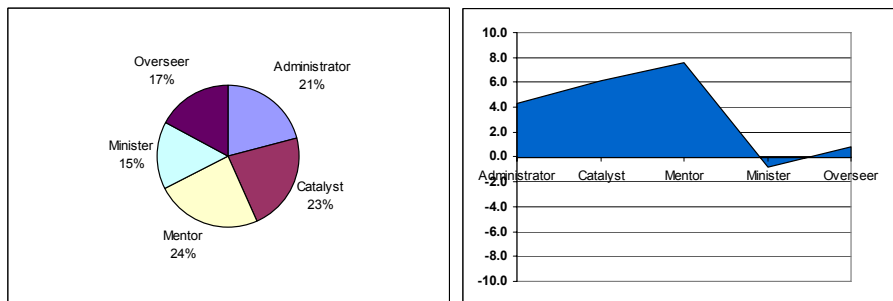 Overseer
17%
Administrator
21%
Minister
15%
Catalyst
23%
Mentor
24%
10.0
8.0
6.0
4.0
2.0
0.0
Administrator Catalyst Mentor Minister Overseer
-2.0
-4.0
-6.0
-8.0
-10.0